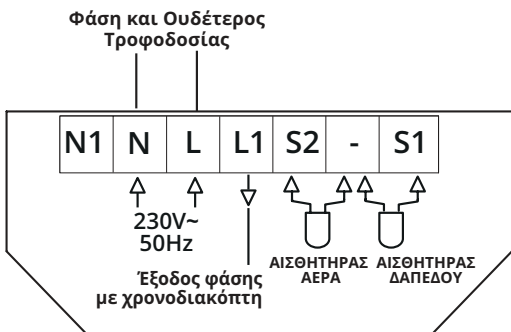 Φάση και Ουδέτερος
Τροφοδοσίας
N1 N L L1 S2 - S1
230V~
50Hz
Έξοδος φάσης
με χρονοδιακόπτη
ΑΙΣΘΗΤΗΡΑΣ
ΑΕΡΑ
ΑΙΣΘΗΤΗΡΑΣ
ΔΑΠΕΔΟΥ